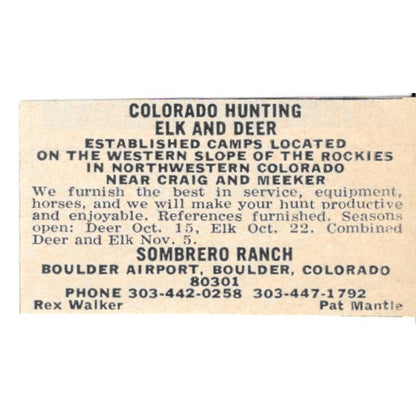 COLORADO HUNTING
ELK AND DEER
ESTABLISHED CAMPS LOCATED
ON THE WESTERN SLOPE OF THE ROCKIES
IN NORTHWESTERN COLORADO
NEAR CRAIG AND MEEKER
We furnish the best in service, equipment,
horses, and we will make your hunt productive
and enjoyable. References furnished. Seasons
open: Deer Oct. 15, Elk Oct. 22. Combined
Deer and Elk Nov. 5.
SOMBRERO RANCH
BOULDER AIRPORT, BOULDER, COLORADO
80301
PHONE 303-442-0258 303-447-1792
Rex Walker Pat Mantle